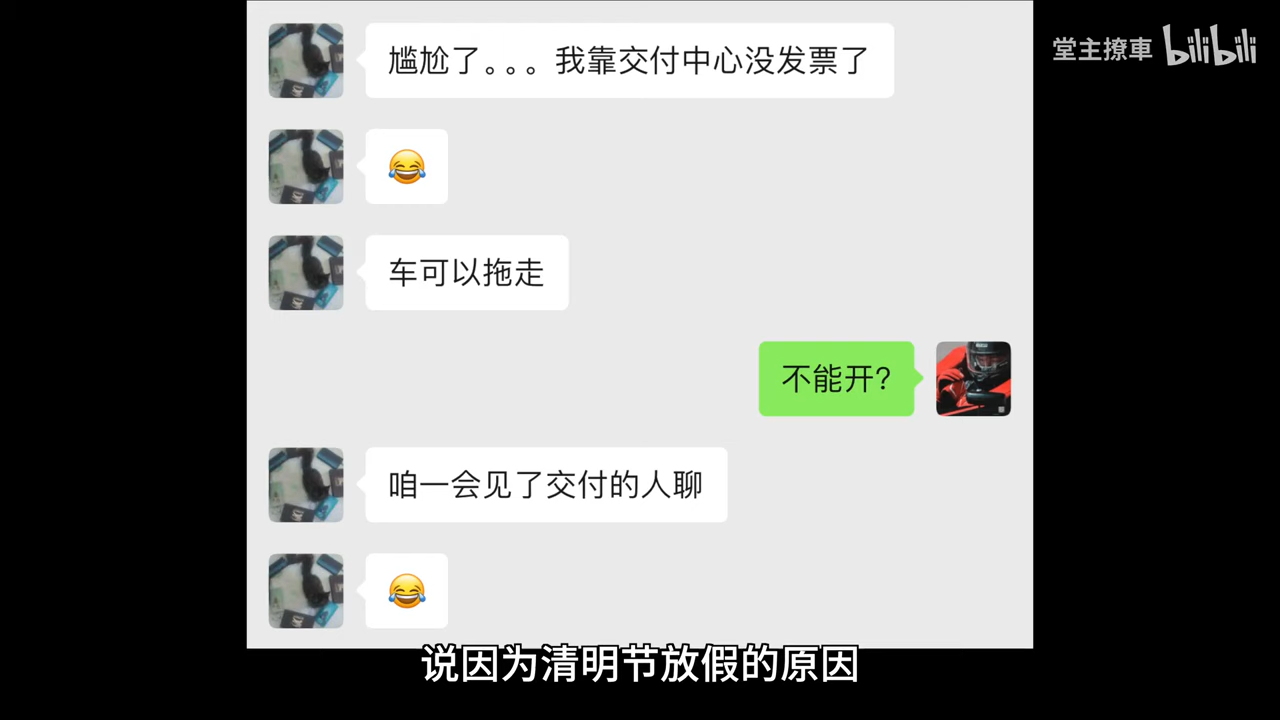 尴尬了。。。我靠交付中心没发票了
堂主撩車 bilibili
😂
车可以拖走
不能开？
咱一会见了交付的人聊
😂
说因为清明节放假的原因